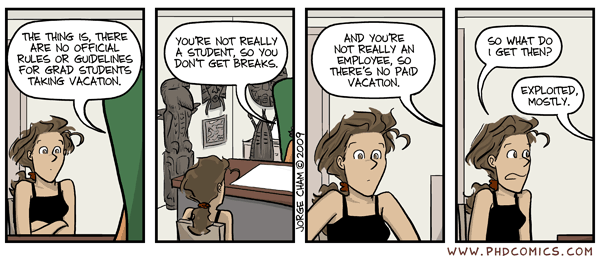 THE THING IS, THERE
ARE NO OFFICIAL
RULES OR GUIDELINES
FOR GRAD STUDENTS
TAKING VACATION.
YOU'RE NOT REALLY
A STUDENT, SO YOU
DON'T GET BREAKS.
JORGE CHAM © 2009
AND YOU'RE
NOT REALLY AN
EMPLOYEE, SO
THERE'S NO PAID
VACATION.
SO WHAT DO
I GET THEN?
EXPLOITED,
MOSTLY.
WWW.PHDCOMICS.COM